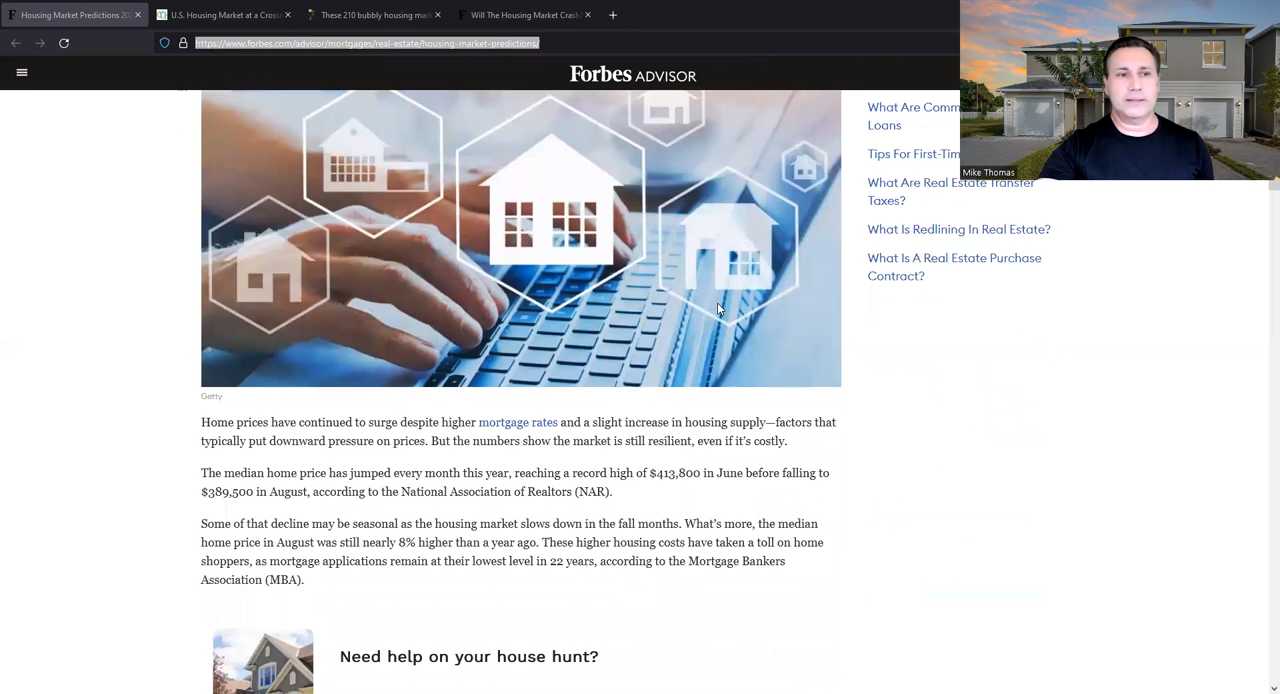 Housing Market Predictions 20
U.S. Housing Market at a Cross
These 210 bubbly housing mar
Will The Housing Market Crash
https://www.forbes.com/advisor/mortgages/real-estate/housing-market-predictions/
Forbes ADVISOR
Mike Thomas
What Are Comm
Loans
Tips For First-Tim
What Are Real Estate Transfer
Taxes?
What Is Redlining In Real Estate?
What Is A Real Estate Purchase
Contract?
Getty
Home prices have continued to surge despite higher mortgage rates and a slight increase in housing supply—factors that
typically put downward pressure on prices. But the numbers show the market is still resilient, even if it's costly.
The median home price has jumped every month this year, reaching a record high of $413,800 in June before falling to
$389,500 in August, according to the National Association of Realtors (NAR).
Some of that decline may be seasonal as the housing market slows down in the fall months. What's more, the median
home price in August was still nearly 8% higher than a year ago. These higher housing costs have taken a toll on home
shoppers, as mortgage applications remain at their lowest level in 22 years, according to the Mortgage Bankers
Association (MBA).
Need help on your house hunt?